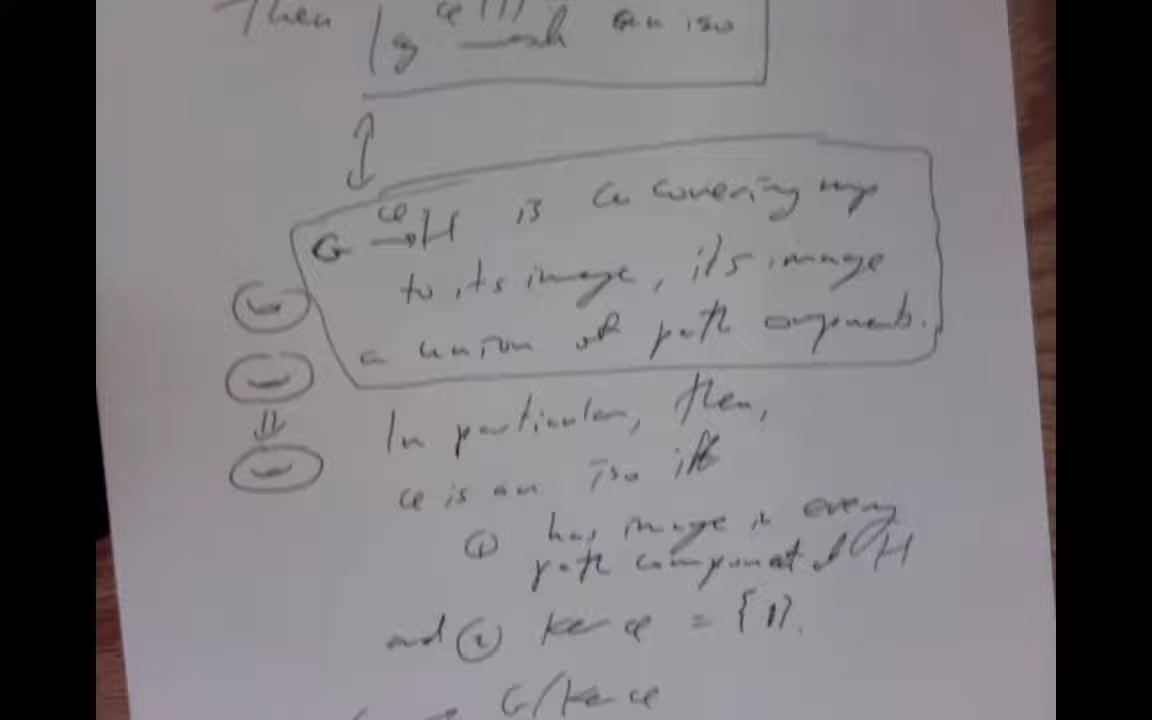 Then g → h an iso
G →φ H is a covering map
to its image, its image
a union of path components.
In particular, then,
φ is an iso iff
① has image in every
path component of H
and ② ker φ = {1}.
G/ker φ